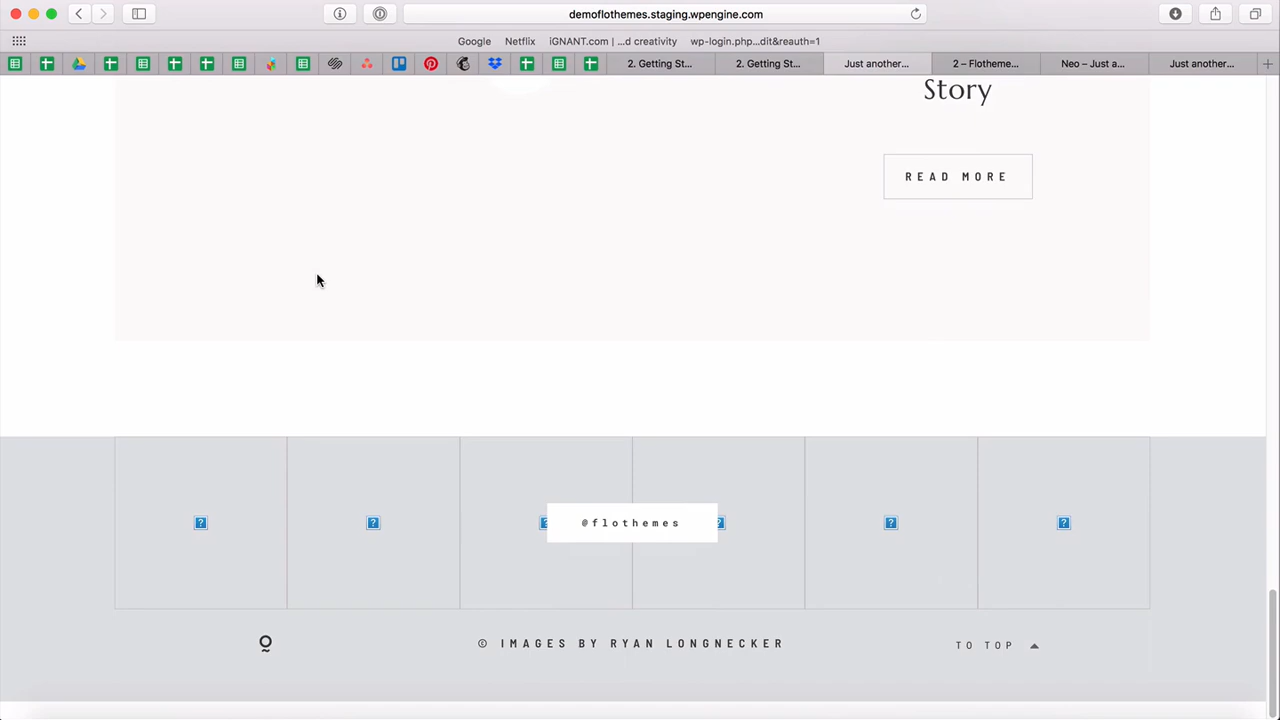 demoflothemes.staging.wpengine.com
Google Netflix iGNANT.com | ...d creativity wp-login.php...dit&reauth=1
2. Getting St... 2. Getting St... Just another... 2 – Flotheme... Neo – Just a... Just another...
Story
READ MORE
@flothemes
© IMAGES BY RYAN LONGNECKER
TO TOP